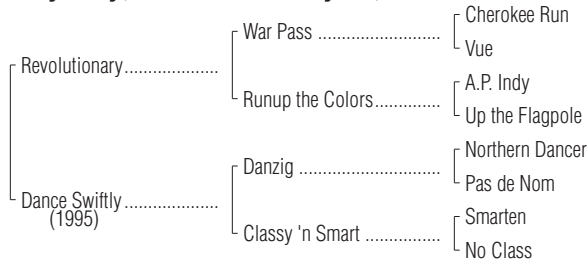 Cherokee Run
War Pass ..............................
Vue
Revolutionary.....................
A.P. Indy
Runup the Colors...............
Up the Flagpole
Northern Dancer
Danzig ..................................
Pas de Nom
Dance Swiftly .....................
(1995)
Smarten
Classy 'n Smart .................
No Class